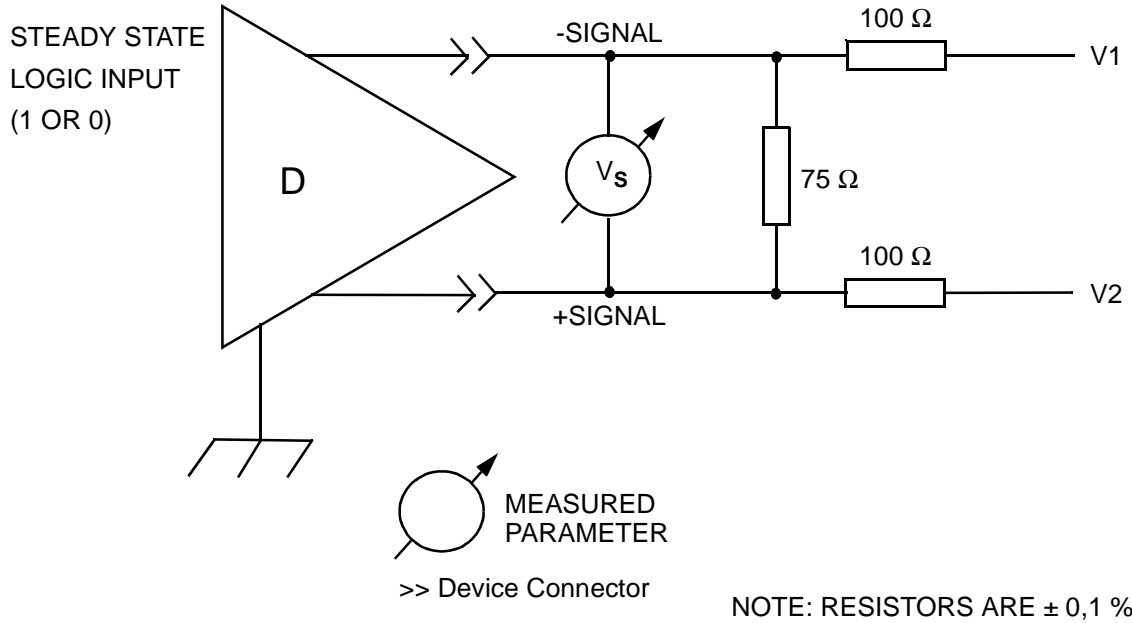 STEADY STATE
LOGIC INPUT
(1 OR 0)
D
-SIGNAL
100 Ω
V1
VS
75 Ω
100 Ω
V2
+SIGNAL
MEASURED
PARAMETER
>> Device Connector
NOTE: RESISTORS ARE ± 0,1 %